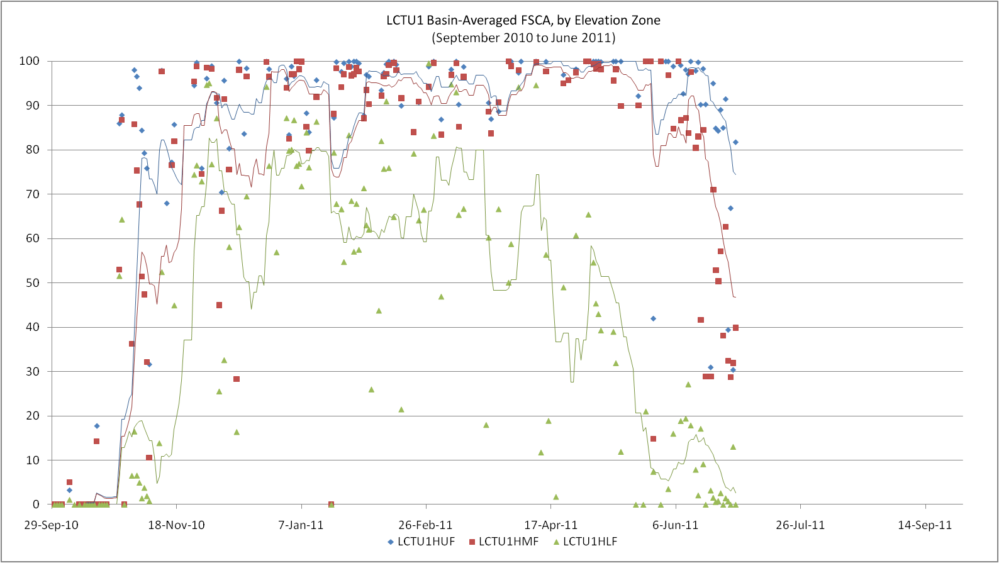 LCTU1 Basin-Averaged FSCA, by Elevation Zone
(September 2010 to June 2011)
100
90
80
70
60
50
40
30
20
10
0
29-Sep-10 18-Nov-10 7-Jan-11 26-Feb-11 17-Apr-11 6-Jun-11 26-Jul-11 14-Sep-11
LCTU1HUF LCTU1HMF LCTU1HLF